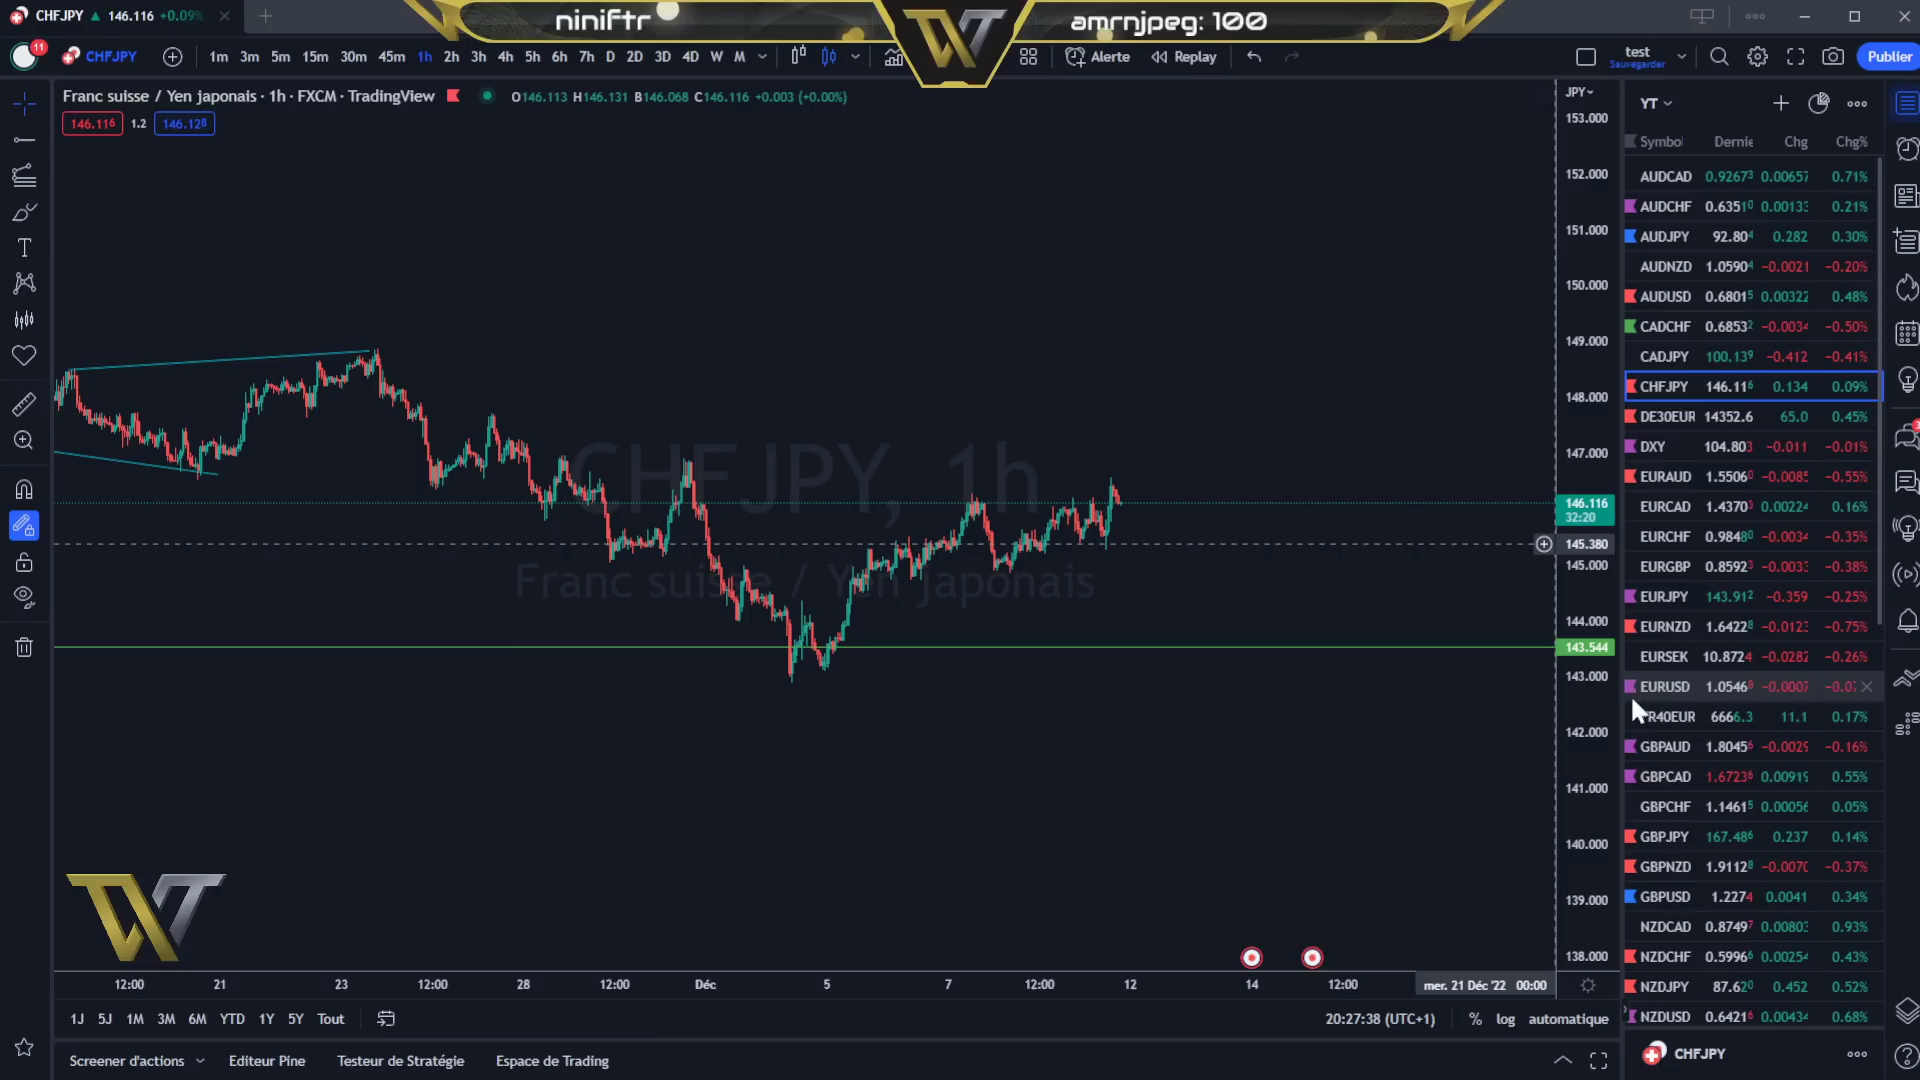 CHFJPY ▲ 146.116 +0.09%
niniftr
amrnjpeg: 100
11
CHFJPY
1m 3m 5m 15m 30m 45m 1h 2h 3h 4h 5h 6h 7h D 2D 3D 4D W M
Alerte
Replay
test
Sauvegarder
Publier
Franc suisse / Yen japonais · 1h · FXCM · TradingView
O146.113 H146.131 B146.068 C146.116 +0.003 (+0.00%)
146.116 1.2 146.128
CHFJPY, 1h
Franc suisse / Yen japonais
JPY
153.000
152.000
151.000
150.000
149.000
148.000
147.000
146.116
32:20
145.380
145.000
144.000
143.544
143.000
142.000
141.000
140.000
139.000
138.000
YT
Symbol Dernie Chg Chg%
AUDCAD 0.92673 0.00657 0.71%
AUDCHF 0.63510 0.00133 0.21%
AUDJPY 92.804 0.282 0.30%
AUDNZD 1.05904 −0.0021 −0.20%
AUDUSD 0.68015 0.00322 0.48%
CADCHF 0.68532 −0.0034 −0.50%
CADJPY 100.139 −0.412 −0.41%
CHFJPY 146.116 0.134 0.09%
DE30EUR 14352.6 65.0 0.45%
DXY 104.803 −0.011 −0.01%
EURAUD 1.55060 −0.0085 −0.55%
EURCAD 1.43703 0.00224 0.16%
EURCHF 0.98480 −0.0034 −0.35%
EURGBP 0.85923 −0.0033 −0.38%
EURJPY 143.912 −0.359 −0.25%
EURNZD 1.64228 −0.0123 −0.75%
EURSEK 10.8724 −0.0282 −0.26%
EURUSD 1.0546 −0.0007 −0.07
R40EUR 6666.3 11.1 0.17%
GBPAUD 1.80456 −0.0029 −0.16%
GBPCAD 1.67236 0.00919 0.55%
GBPCHF 1.14615 0.00056 0.05%
GBPJPY 167.486 0.237 0.14%
GBPNZD 1.91128 −0.0070 −0.37%
GBPUSD 1.2274 0.0041 0.34%
NZDCAD 0.87497 0.00803 0.93%
NZDCHF 0.59966 0.00254 0.43%
NZDJPY 87.620 0.452 0.52%
NZDUSD 0.64216 0.00434 0.68%
CHFJPY
12:00 21 23 12:00 28 12:00 Déc 5 7 12:00 12 14 12:00 mer. 21 Déc '22 00:00
1J 5J 1M 3M 6M YTD 1Y 5Y Tout
20:27:38 (UTC+1) % log automatique
Screener d'actions Editeur Pine Testeur de Stratégie Espace de Trading